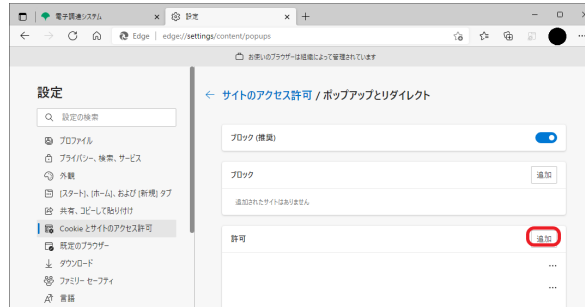 電子調達システム
設定
Edge | edge://settings/content/popups
お使いのブラウザーは組織によって管理されています
設定
設定の検索
プロファイル
プライバシー、検索、サービス
外観
[スタート]、[ホーム]、および [新規] タブ
共有、コピーして貼り付け
Cookie とサイトのアクセス許可
既定のブラウザー
ダウンロード
ファミリー セーフティ
言語
サイトのアクセス許可 / ポップアップとリダイレクト
ブロック (推奨)
ブロック
追加
追加されたサイトはありません
許可
追加